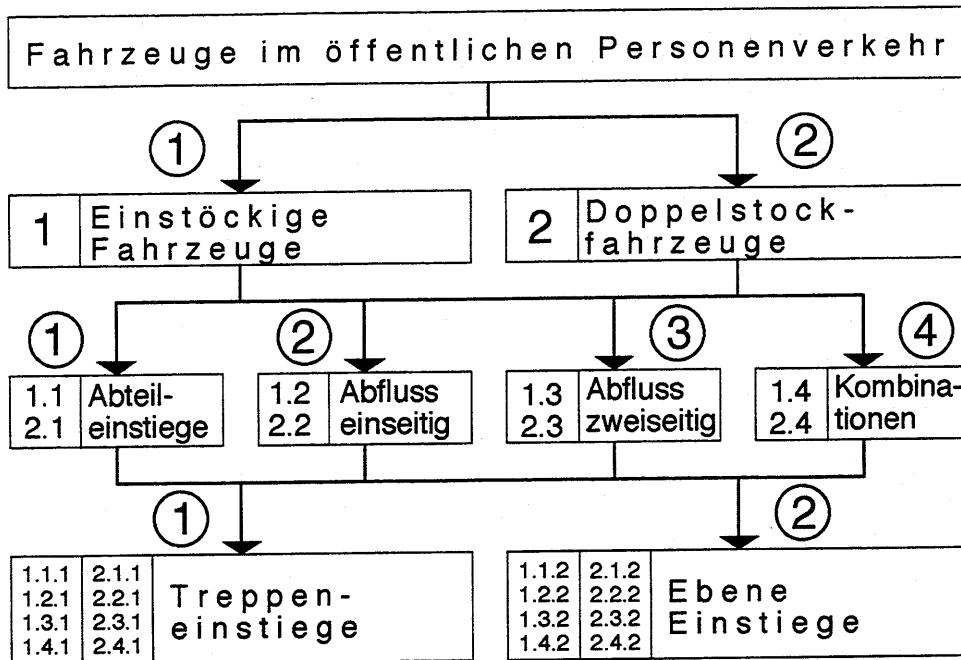 Fahrzeuge im öffentlichen Personenverkehr
1 2
1 Einstöckige
Fahrzeuge
2 Doppelstock-
fahrzeuge
1 2 3 4
1.1 Abteil-
2.1 einstiege
1.2 Abfluss
2.2 einseitig
1.3 Abfluss
2.3 zweiseitig
1.4 Kombina-
2.4 tionen
1 2
1.1.1 2.1.1
1.2.1 2.2.1
1.3.1 2.3.1
1.4.1 2.4.1
Treppen-
einstiege
1.1.2 2.1.2
1.2.2 2.2.2
1.3.2 2.3.2
1.4.2 2.4.2
Ebene
Einstiege